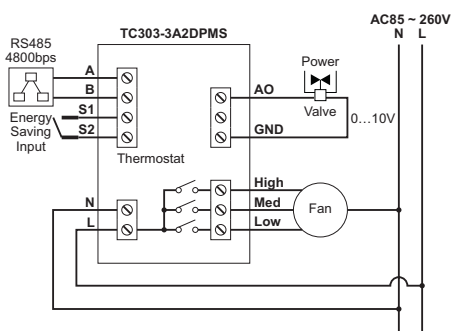 AC85 ~ 260V
N L
TC303-3A2DPMS
RS485
4800bps
A
B
S1
S2
Energy
Saving
Input
Thermostat
AO
GND
Power
Valve
0...10V
N
L
High
Med
Low
Fan